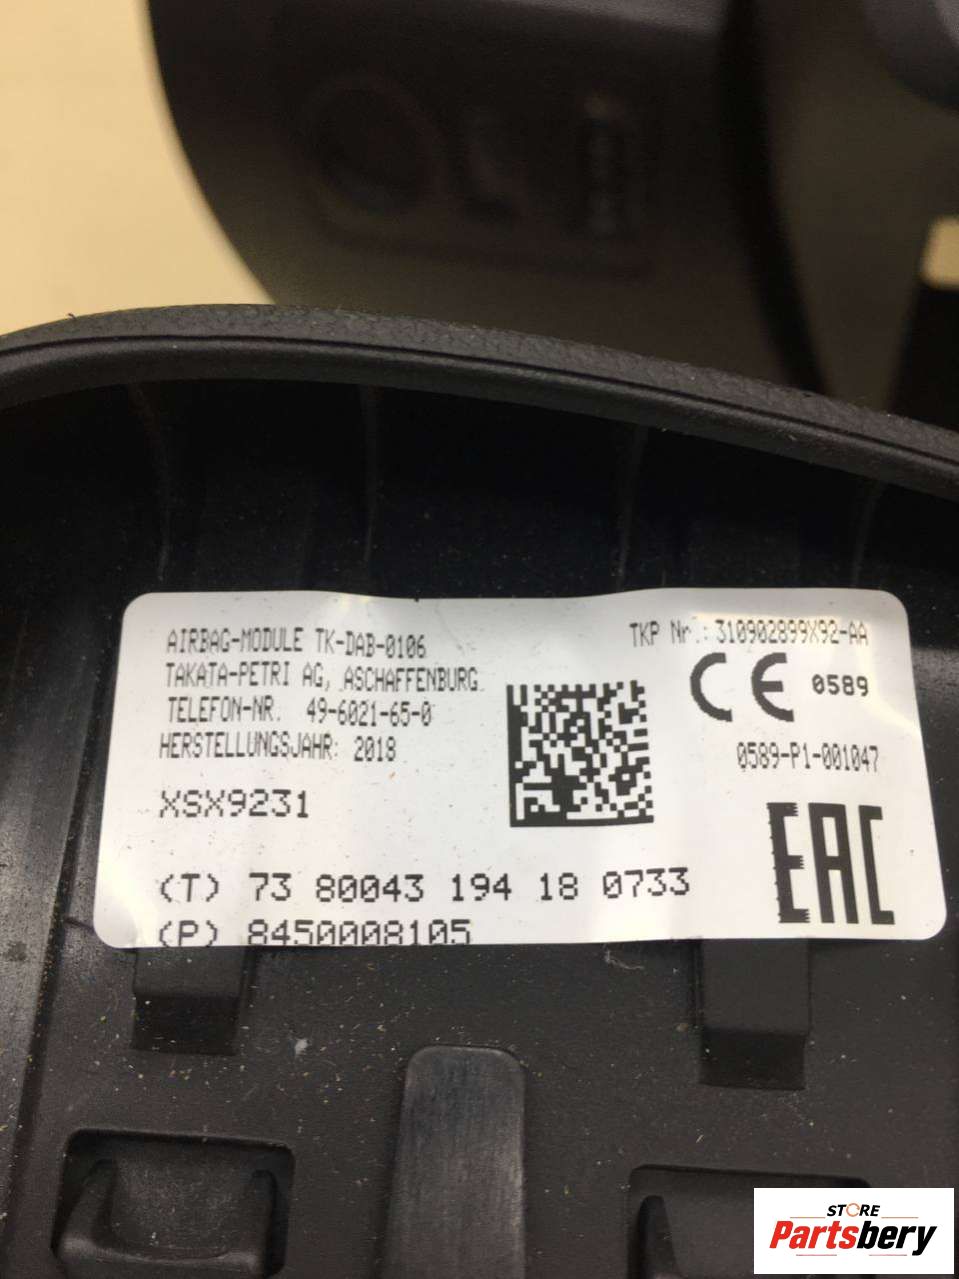 AIRBAG-MODULE TK-DAB-0106
TAKATA-PETRI AG, ASCHAFFENBURG
TELEFON-NR. 49-6021-65-0
HERSTELLUNGSJAHR: 2018
XSX9231
TKP Nr.: 310902899X92-AA
CE 0589
0589-P1-001047
EAC
(T) 73 80043 194 18 0733
(P) 8450008105
STORE
Partsbery